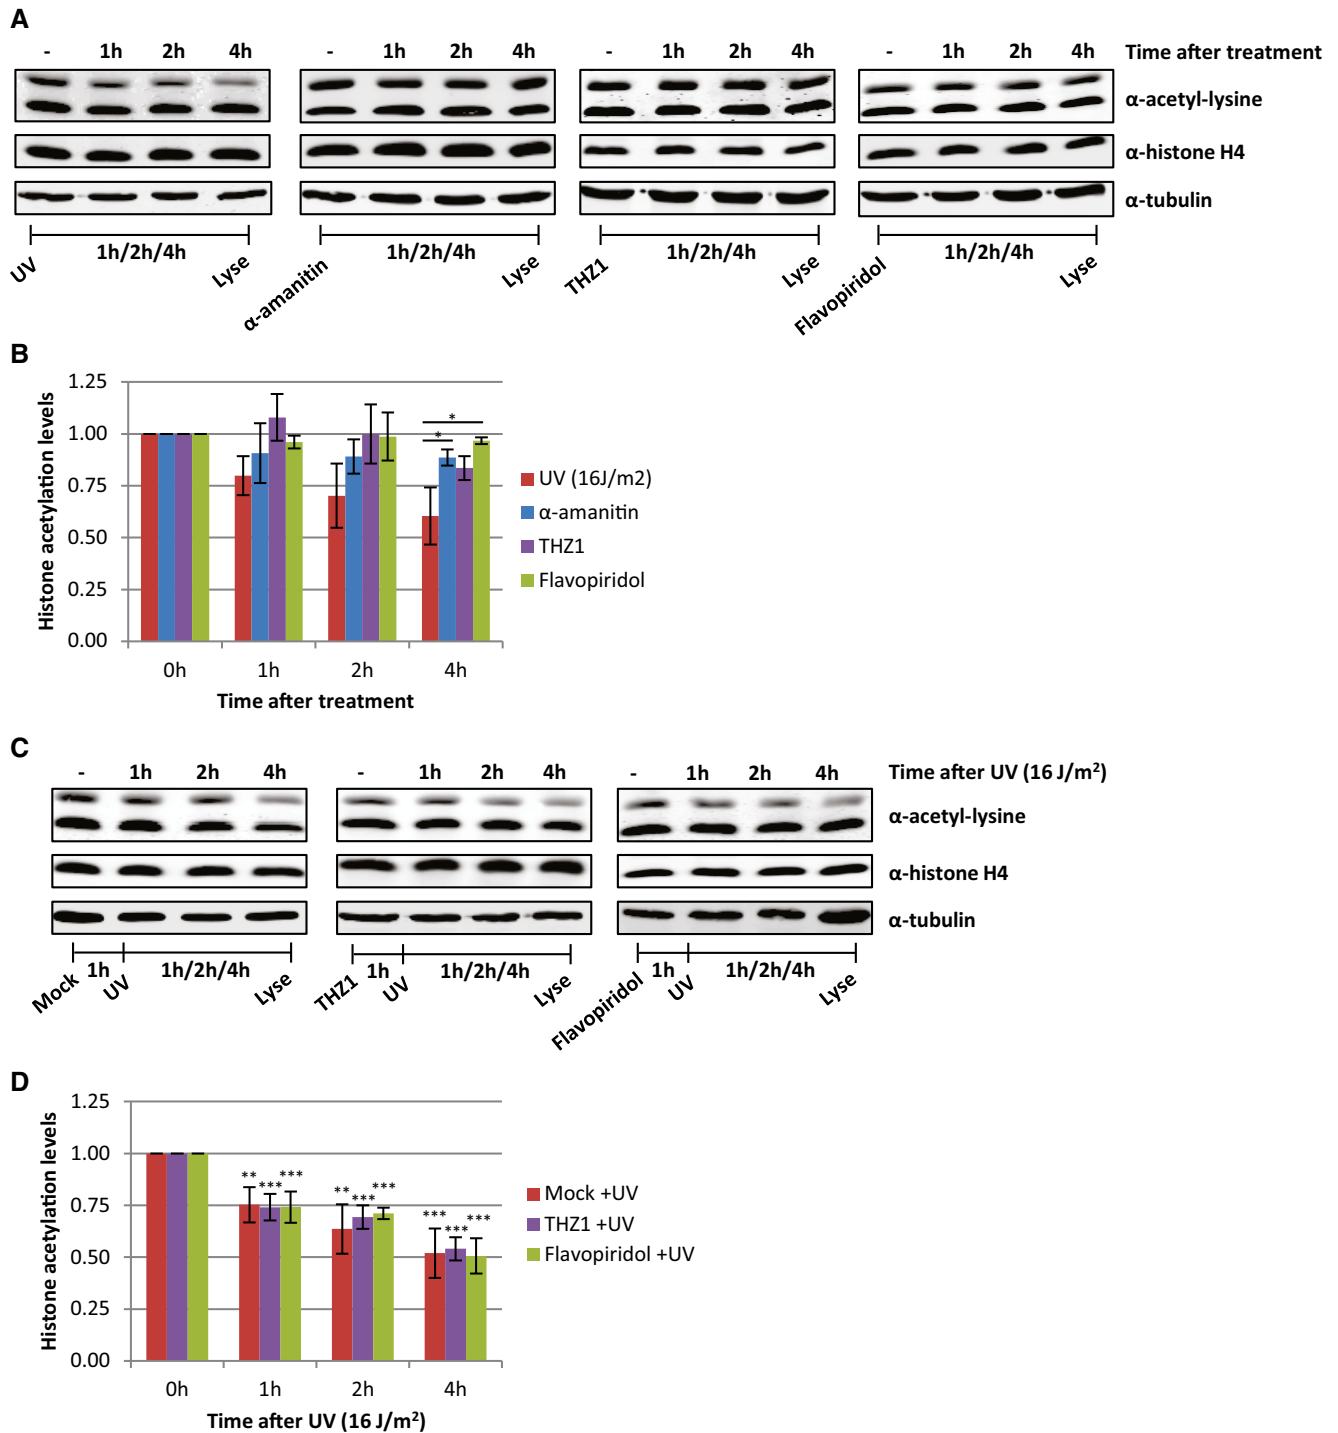 A
- 1h 2h 4h - 1h 2h 4h - 1h 2h 4h - 1h 2h 4h Time after treatment
α-acetyl-lysine
α-histone H4
α-tubulin
1h/2h/4h 1h/2h/4h 1h/2h/4h 1h/2h/4h
UV Lyse α-amanitin Lyse THZ1 Lyse Flavopiridol Lyse
B
Histone acetylation levels
1.25
1.00
0.75
0.50
0.25
0.00
* *
0h 1h 2h 4h
Time after treatment
UV (16J/m2)
α-amanitin
THZ1
Flavopiridol
C
- 1h 2h 4h - 1h 2h 4h - 1h 2h 4h Time after UV (16 J/m²)
α-acetyl-lysine
α-histone H4
α-tubulin
1h 1h/2h/4h 1h 1h/2h/4h 1h 1h/2h/4h
Mock UV Lyse THZ1 UV Lyse Flavopiridol UV Lyse
D
Histone acetylation levels
1.25
1.00
0.75
0.50
0.25
0.00
** *** *** ** *** *** *** *** ***
0h 1h 2h 4h
Time after UV (16 J/m²)
Mock +UV
THZ1 +UV
Flavopiridol +UV